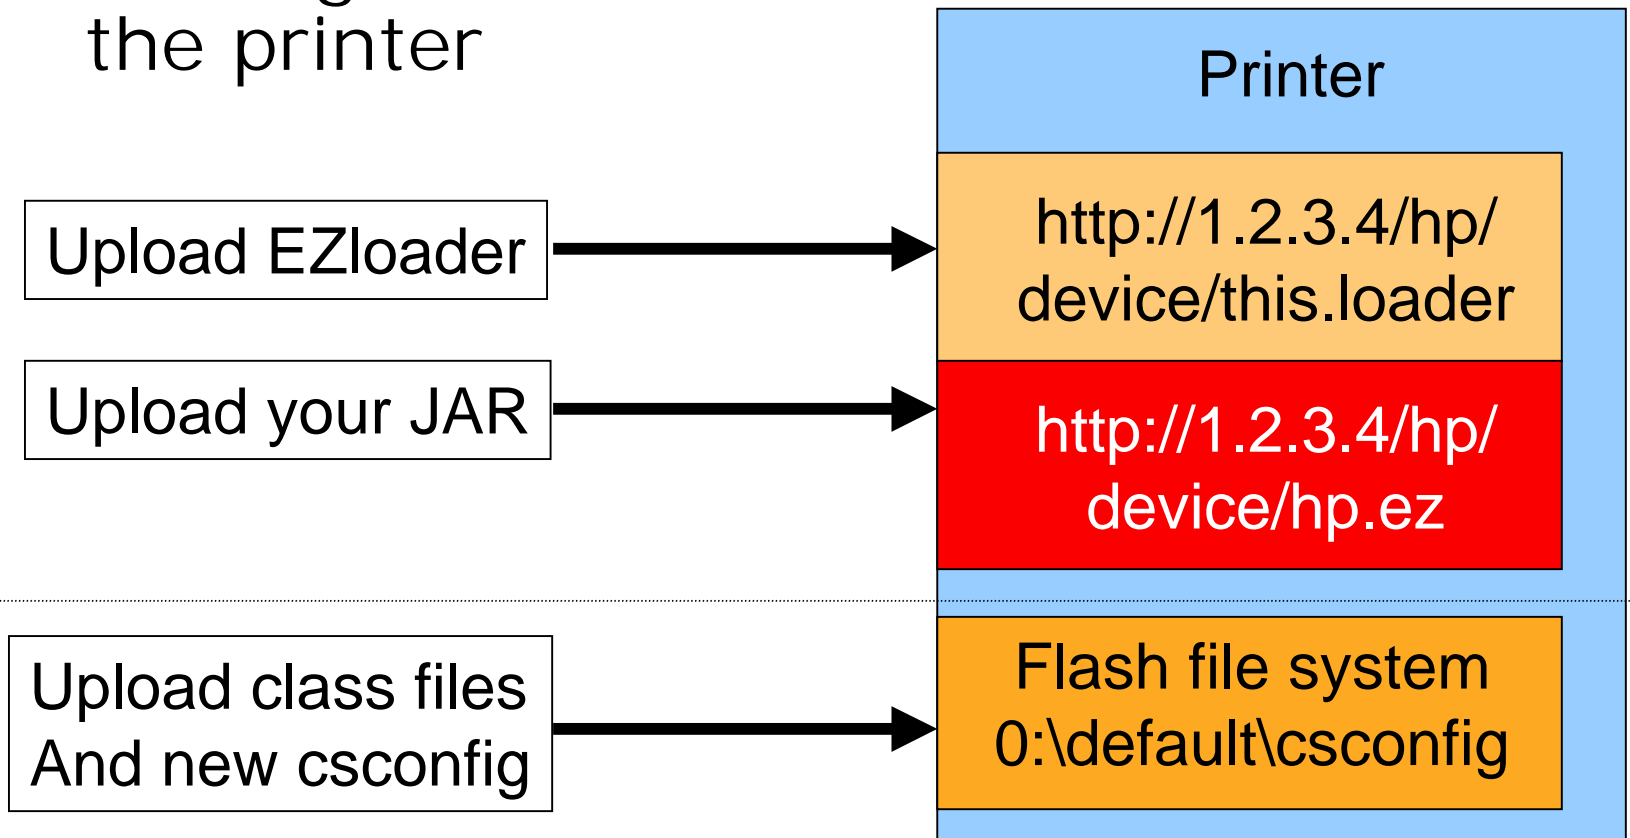 the printer
Printer
Upload EZloader
http://1.2.3.4/hp/
device/this.loader
Upload your JAR
http://1.2.3.4/hp/
device/hp.ez
Upload class files
And new csconfig
Flash file system
0:\default\csconfig